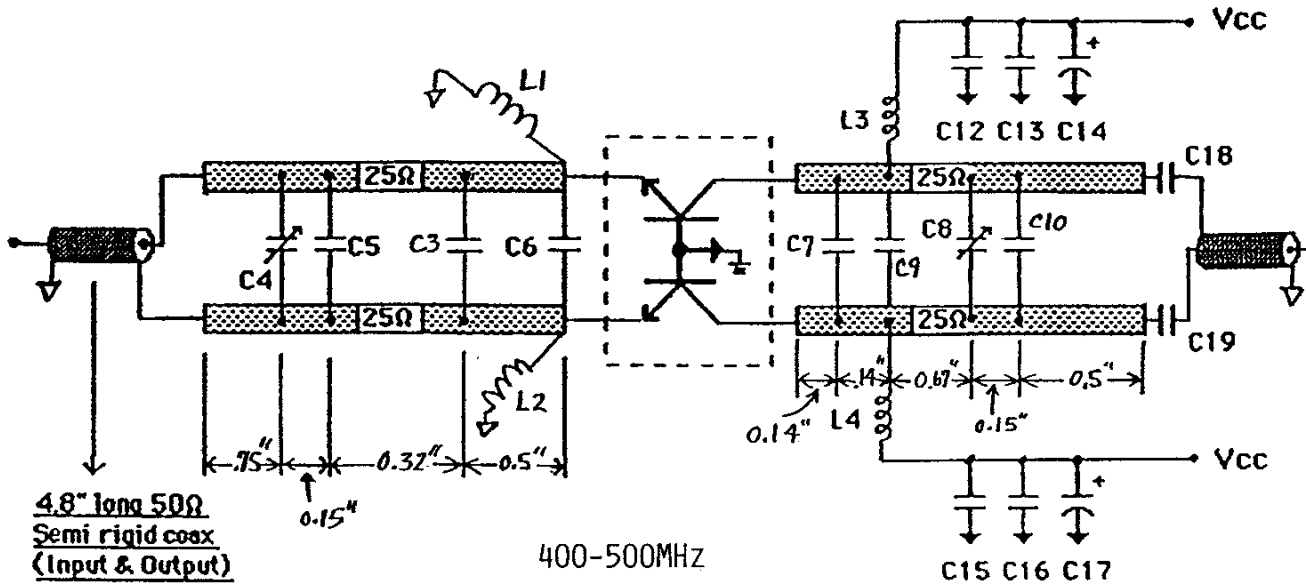 VCC
L1
L3
C12 C13 C14
C18
25Ω
25Ω
C4
C5
C3
C6
C7
C9
C8
C10
25Ω
25Ω
C19
L2
L4
.14"
0.67"
0.5"
0.14"
0.15"
.75"
0.32"
0.5"
0.15"
VCC
4.8" long 50Ω
Semi rigid coax
(Input & Output)
400-500MHz
C15 C16 C17